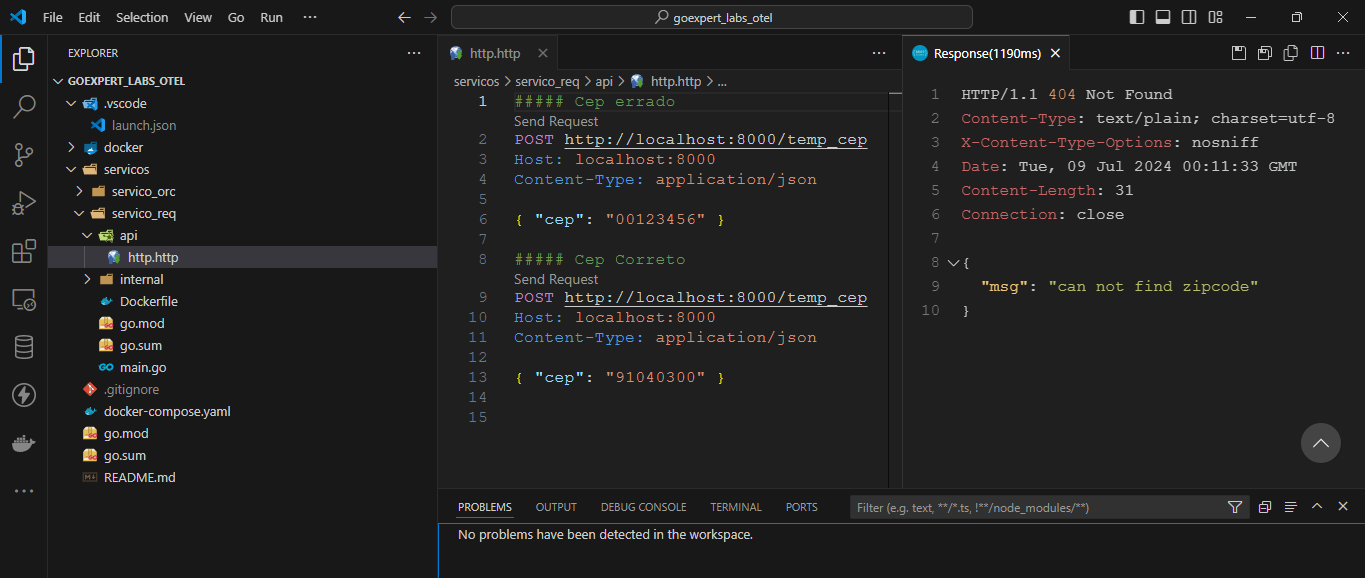 File Edit Selection View Go Run ··· goexpert_labs_otel
EXPLORER ···
GOEXPERT_LABS_OTEL
.vscode
launch.json
docker
servicos
servico_orc
servico_req
api
http.http
internal
Dockerfile
go.mod
go.sum
main.go
.gitignore
docker-compose.yaml
go.mod
go.sum
README.md
http.http
servicos > servico_req > api > http.http > ...
1 ##### Cep errado
Send Request
2 POST http://localhost:8000/temp_cep
3 Host: localhost:8000
4 Content-Type: application/json
5
6 { "cep": "00123456" }
7
8 ##### Cep Correto
Send Request
9 POST http://localhost:8000/temp_cep
10 Host: localhost:8000
11 Content-Type: application/json
12
13 { "cep": "91040300" }
14
15
Response(1190ms)
1 HTTP/1.1 404 Not Found
2 Content-Type: text/plain; charset=utf-8
3 X-Content-Type-Options: nosniff
4 Date: Tue, 09 Jul 2024 00:11:33 GMT
5 Content-Length: 31
6 Connection: close
7
8 {
9 "msg": "can not find zipcode"
10 }
PROBLEMS OUTPUT DEBUG CONSOLE TERMINAL PORTS Filter (e.g. text, **/*.ts, !**/node_modules/**)
No problems have been detected in the workspace.